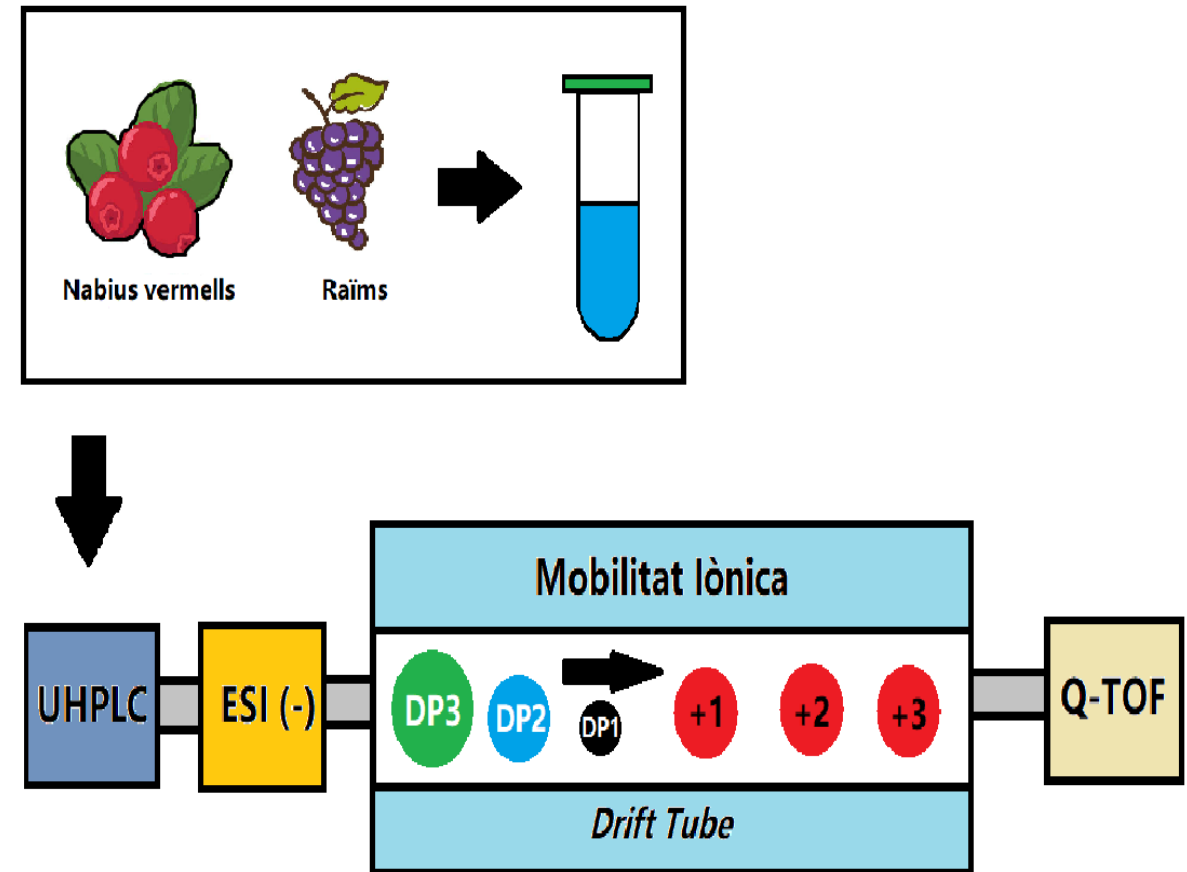 Nabius vermells
Raïms
Mobilitat Iònica
UHPLC
ESI (-)
DP3
DP2
DP1
+1
+2
+3
Q-TOF
Drift Tube